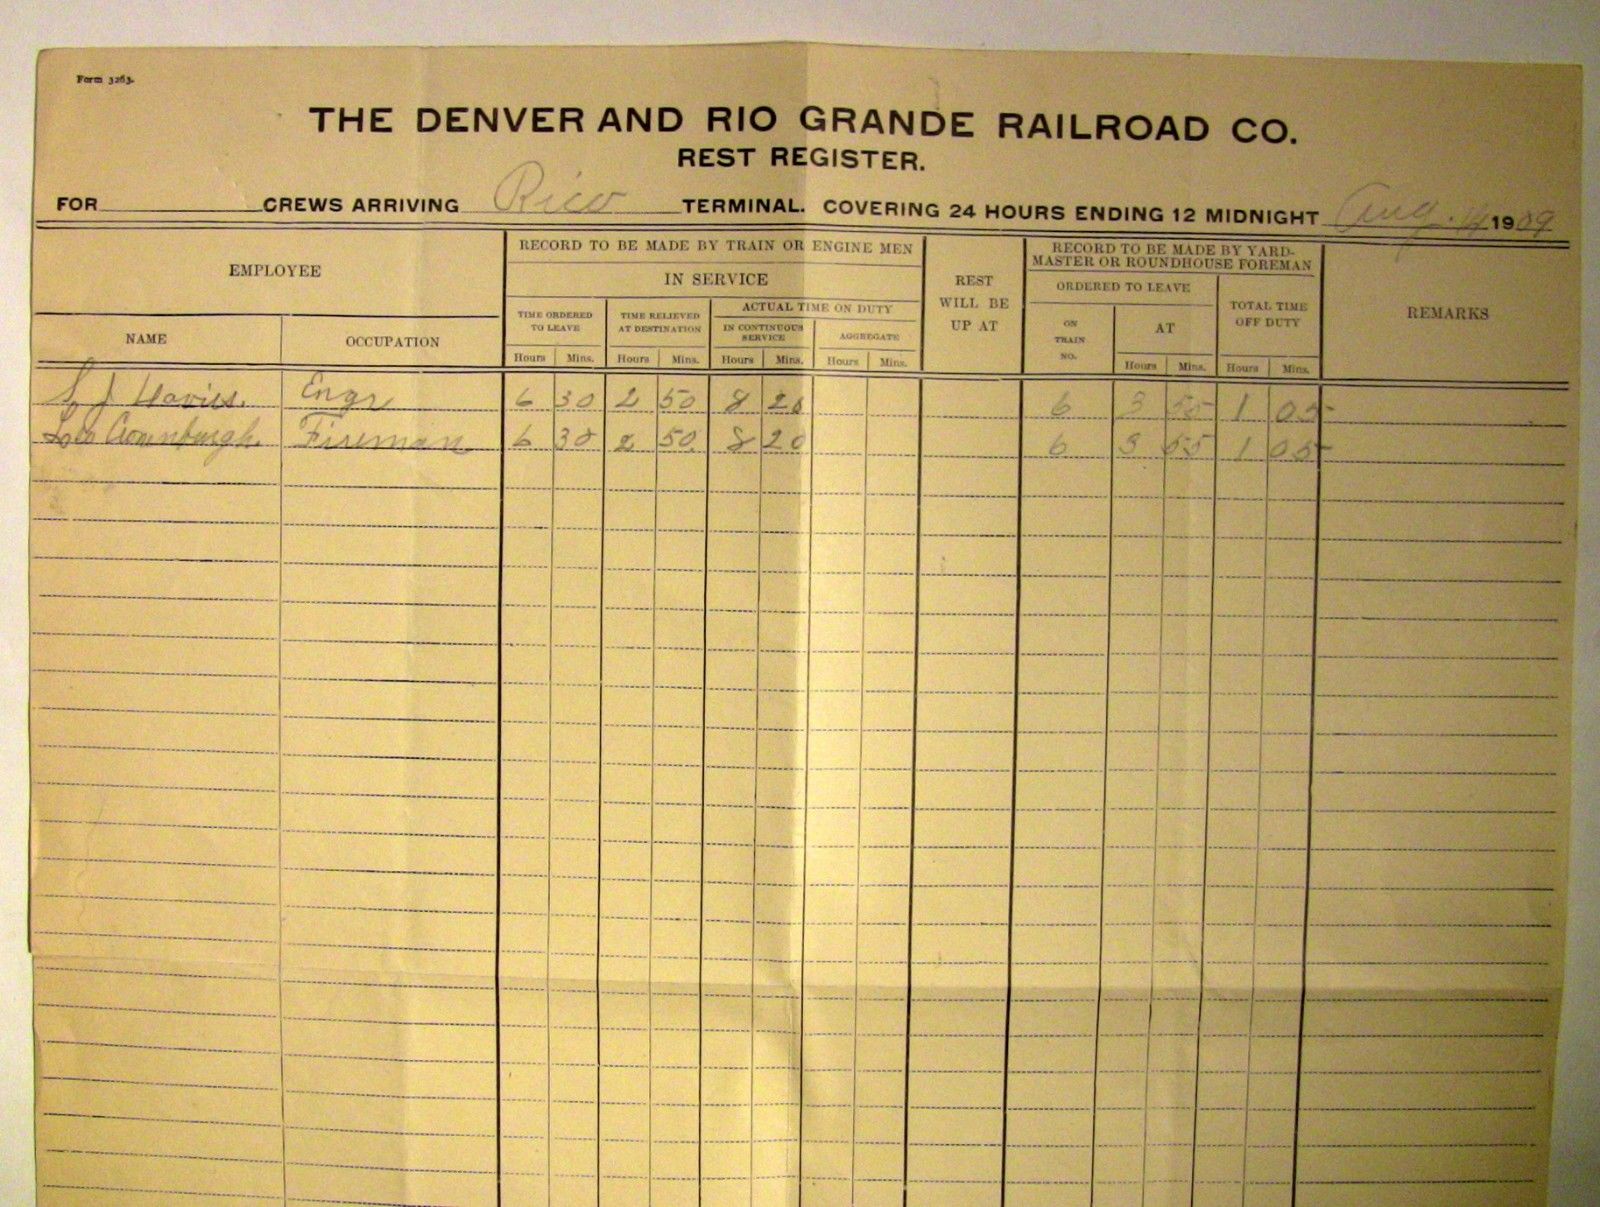 Form 3263.
THE DENVER AND RIO GRANDE RAILROAD CO.
REST REGISTER.
FOR CREWS ARRIVING Rico TERMINAL. COVERING 24 HOURS ENDING 12 MIDNIGHT Aug. 14 1909
EMPLOYEE
NAME
OCCUPATION
RECORD TO BE MADE BY TRAIN OR ENGINE MEN
IN SERVICE
TIME ORDERED
TO LEAVE
TIME RELIEVED
AT DESTINATION
ACTUAL TIME ON DUTY
IN CONTINUOUS
SERVICE
AGGREGATE
Hours Mins. Hours Mins. Hours Mins. Hours Mins.
REST
WILL BE
UP AT
RECORD TO BE MADE BY YARD-
MASTER OR ROUNDHOUSE FOREMAN
ORDERED TO LEAVE
ON
TRAIN
NO.
AT
TOTAL TIME
OFF DUTY
Hours Mins. Hours Mins.
REMARKS
J Davies. Engr 6 30 2 50 8 20 6 3 55 1 05
Fireman 6 30 2 50 8 20 6 3 55 1 05